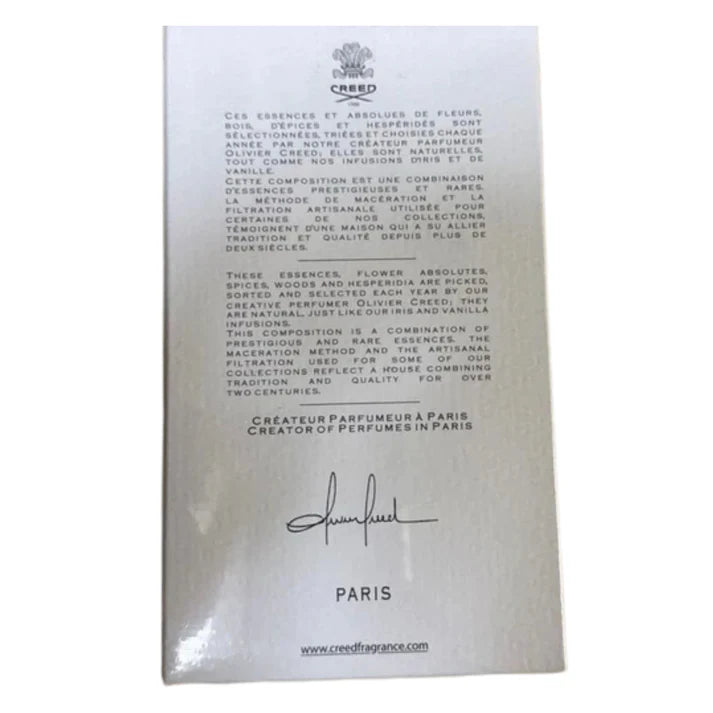 CREED
1760
CES ESSENCES ET ABSOLUES DE FLEURS,
BOIS, D'ÉPICES ET HESPÉRIDÉS SONT
SÉLECTIONNÉES, TRIÉES ET CHOISIES CHAQUE
ANNÉE PAR NOTRE CRÉATEUR PARFUMEUR
OLIVIER CREED; ELLES SONT NATURELLES,
TOUT COMME NOS INFUSIONS D'IRIS ET DE
VANILLE.
CETTE COMPOSITION EST UNE COMBINAISON
D'ESSENCES PRESTIGIEUSES ET RARES.
LA MÉTHODE DE MACÉRATION ET LA
FILTRATION ARTISANALE UTILISÉE POUR
CERTAINES DE NOS COLLECTIONS,
TÉMOIGNENT D'UNE MAISON QUI A SU ALLIER
TRADITION ET QUALITÉ DEPUIS PLUS DE
DEUX SIÈCLES.
THESE ESSENCES, FLOWER ABSOLUTES,
SPICES, WOODS AND HESPERIDIA ARE PICKED,
SORTED AND SELECTED EACH YEAR BY OUR
CREATIVE PERFUMER OLIVIER CREED; THEY
ARE NATURAL, JUST LIKE OUR IRIS AND VANILLA
INFUSIONS.
THIS COMPOSITION IS A COMBINATION OF
PRESTIGIOUS AND RARE ESSENCES. THE
MACERATION METHOD AND THE ARTISANAL
FILTRATION USED FOR SOME OF OUR
COLLECTIONS REFLECT A HOUSE COMBINING
TRADITION AND QUALITY FOR OVER
TWO CENTURIES.
CRÉATEUR PARFUMEUR À PARIS
CREATOR OF PERFUMES IN PARIS
Olivier Creed
PARIS
www.creedfragrance.com